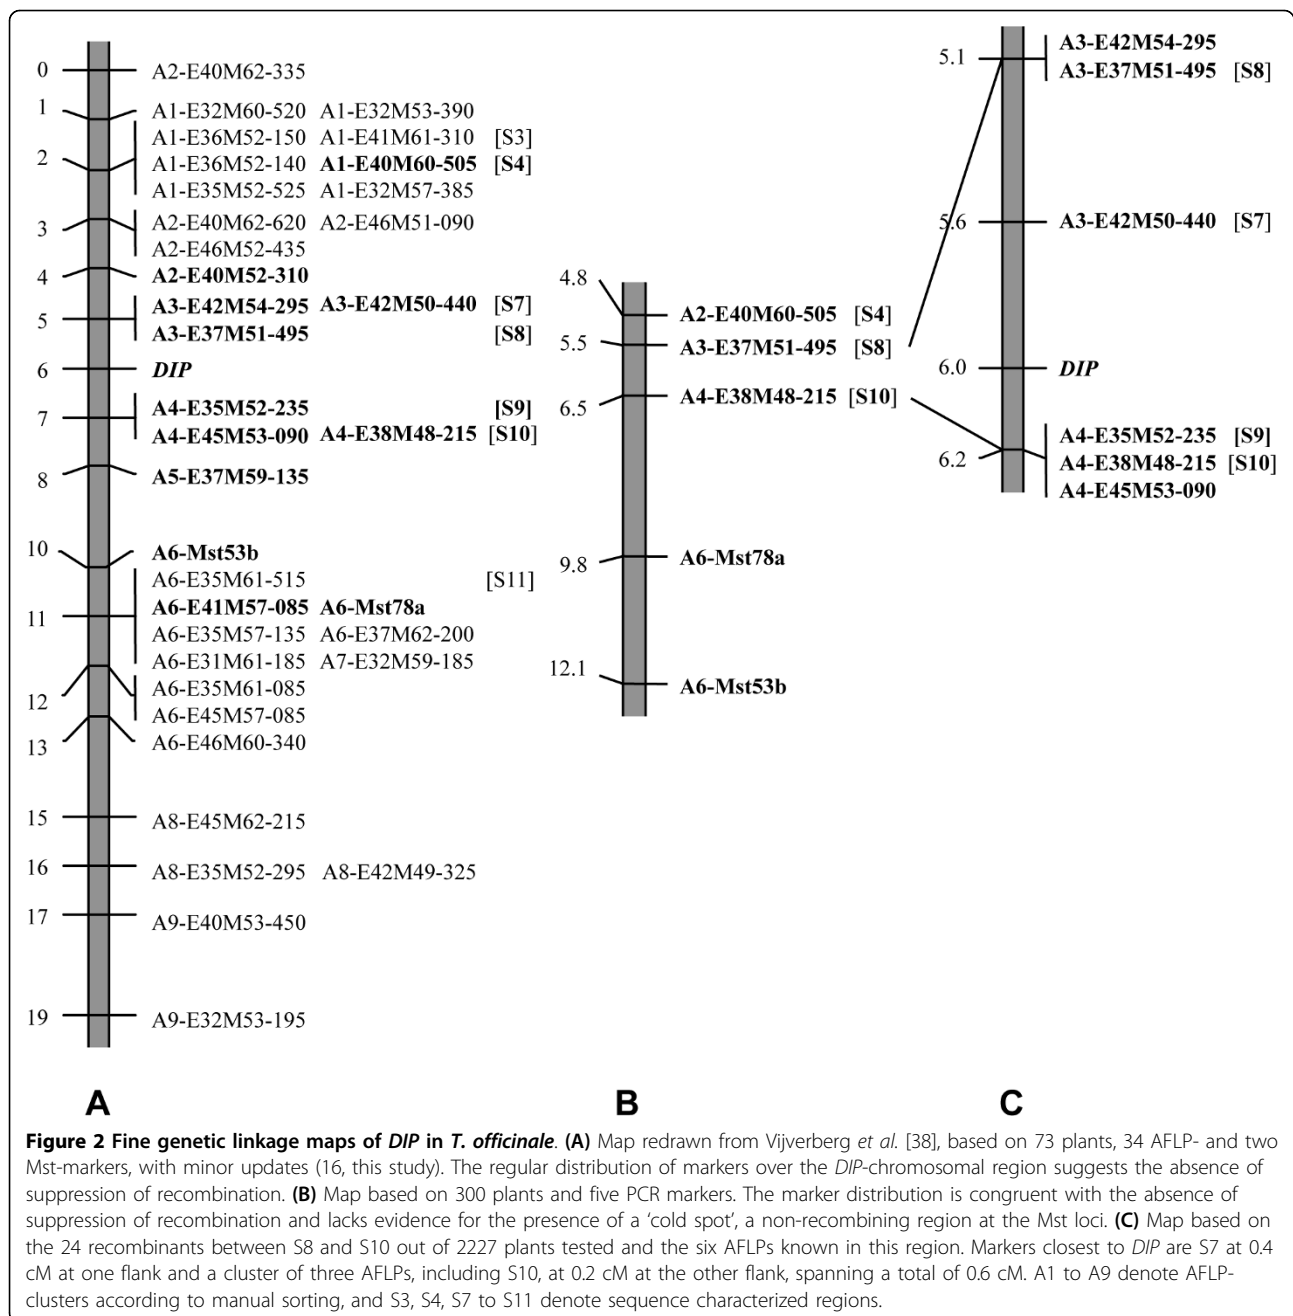 0 A2-E40M62-335
1 A1-E32M60-520 A1-E32M53-390
A1-E36M52-150 A1-E41M61-310 [S3]
2 A1-E36M52-140 A1-E40M60-505 [S4]
A1-E35M52-525 A1-E32M57-385
3 A2-E40M62-620 A2-E46M51-090
A2-E46M52-435
4 A2-E40M52-310
A3-E42M54-295 A3-E42M50-440 [S7]
5 A3-E37M51-495 [S8]
6 DIP
7 A4-E35M52-235 [S9]
A4-E45M53-090 A4-E38M48-215 [S10]
8 A5-E37M59-135
10 A6-Mst53b
A6-E35M61-515 [S11]
11 A6-E41M57-085 A6-Mst78a
A6-E35M57-135 A6-E37M62-200
A6-E31M61-185 A7-E32M59-185
12 A6-E35M61-085
A6-E45M57-085
13 A6-E46M60-340
15 A8-E45M62-215
16 A8-E35M52-295 A8-E42M49-325
17 A9-E40M53-450
19 A9-E32M53-195
A
4.8 A2-E40M60-505 [S4]
5.5 A3-E37M51-495 [S8]
6.5 A4-E38M48-215 [S10]
9.8 A6-Mst78a
12.1 A6-Mst53b
B
A3-E42M54-295
5.1 A3-E37M51-495 [S8]
5.6 A3-E42M50-440 [S7]
6.0 DIP
A4-E35M52-235 [S9]
6.2 A4-E38M48-215 [S10]
A4-E45M53-090
C
Figure 2 Fine genetic linkage maps of DIP in T. officinale. (A) Map redrawn from Vijverberg et al. [38], based on 73 plants, 34 AFLP- and two
Mst-markers, with minor updates (16, this study). The regular distribution of markers over the DIP-chromosomal region suggests the absence of
suppression of recombination. (B) Map based on 300 plants and five PCR markers. The marker distribution is congruent with the absence of
suppression of recombination and lacks evidence for the presence of a ‘cold spot’, a non-recombining region at the Mst loci. (C) Map based on
the 24 recombinants between S8 and S10 out of 2227 plants tested and the six AFLPs known in this region. Markers closest to DIP are S7 at 0.4
cM at one flank and a cluster of three AFLPs, including S10, at 0.2 cM at the other flank, spanning a total of 0.6 cM. A1 to A9 denote AFLP-
clusters according to manual sorting, and S3, S4, S7 to S11 denote sequence characterized regions.